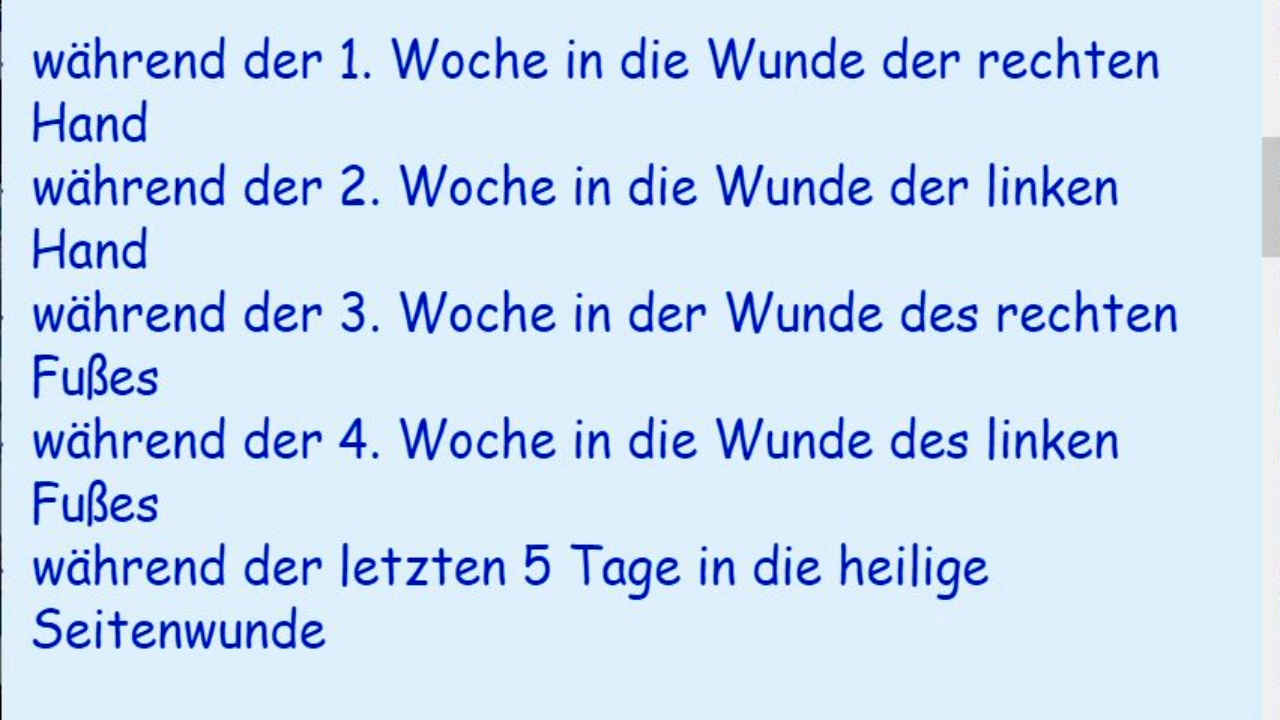 während der 1. Woche in die Wunde der rechten
Hand
während der 2. Woche in die Wunde der linken
Hand
während der 3. Woche in der Wunde des rechten
Fußes
während der 4. Woche in die Wunde des linken
Fußes
während der letzten 5 Tage in die heilige
Seitenwunde